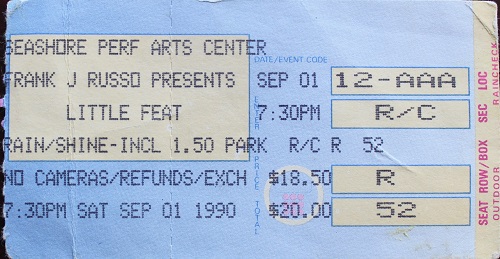 SEASHORE PERF ARTS CENTER
DATE/EVENT CODE
FRANK J RUSSO PRESENTS SEP 01 12-AAA
LITTLE FEAT 7:30PM R/C
RAIN/SHINE-INCL 1.50 PARK R/C R 52
NO CAMERAS/REFUNDS/EXCH $18.50 R
7:30PM SAT SEP 01 1990 $20.00 52
PRICE
TOTAL
SEAT ROW/BOX SEC LOC
OUTDOOR RAINCHECK